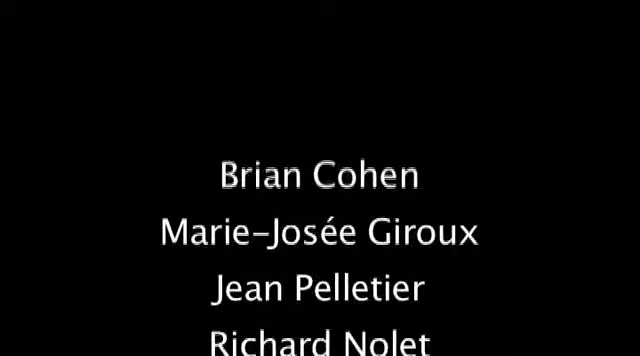 Brian Cohen
Marie-Josée Giroux
Jean Pelletier
Richard Nolet